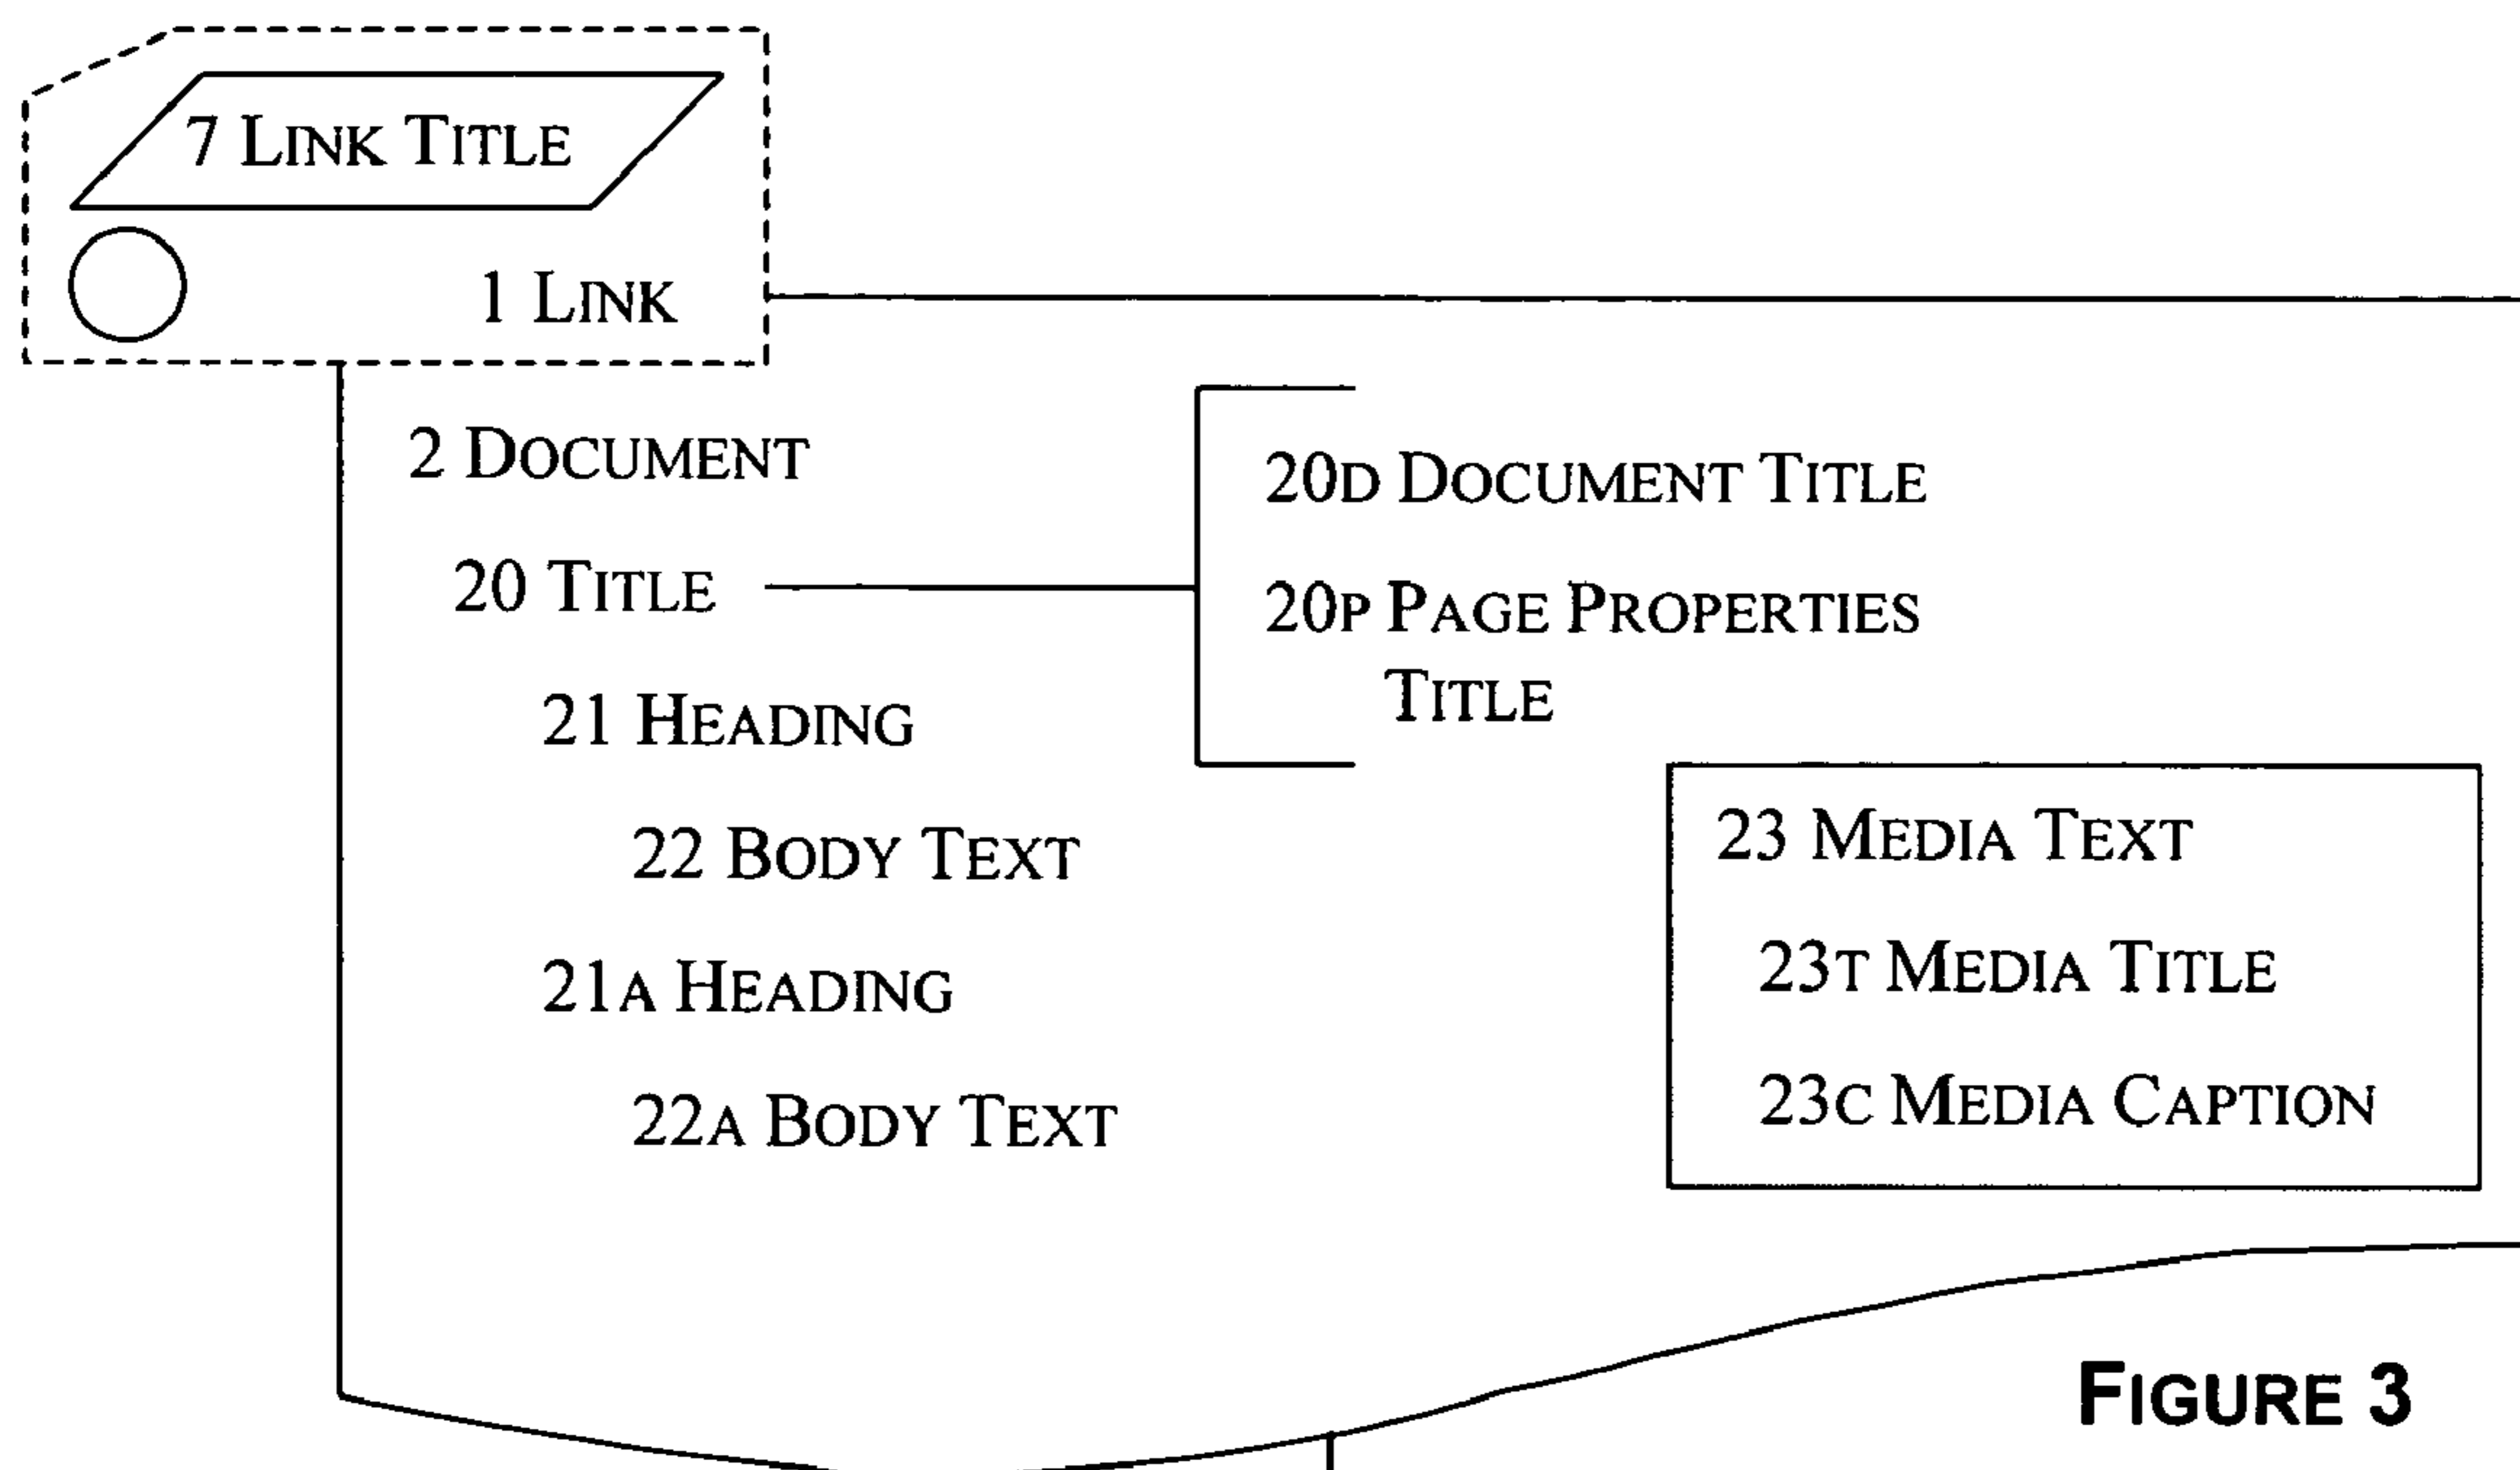 7 LINK TITLE
1 LINK
2 DOCUMENT
20 TITLE
21 HEADING
22 BODY TEXT
21A HEADING
22A BODY TEXT
20D DOCUMENT TITLE
20P PAGE PROPERTIES
TITLE
23 MEDIA TEXT
23T MEDIA TITLE
23C MEDIA CAPTION
FIGURE 3